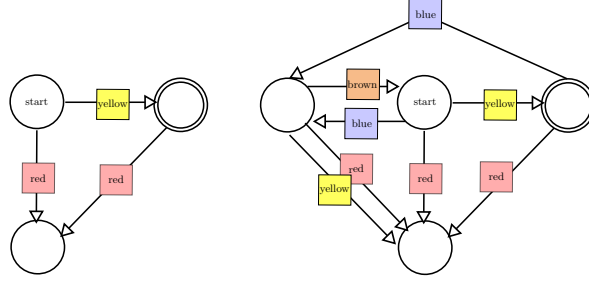 blue
brown
start
yellow
start
yellow
blue
red
red
red
yellow
red
red